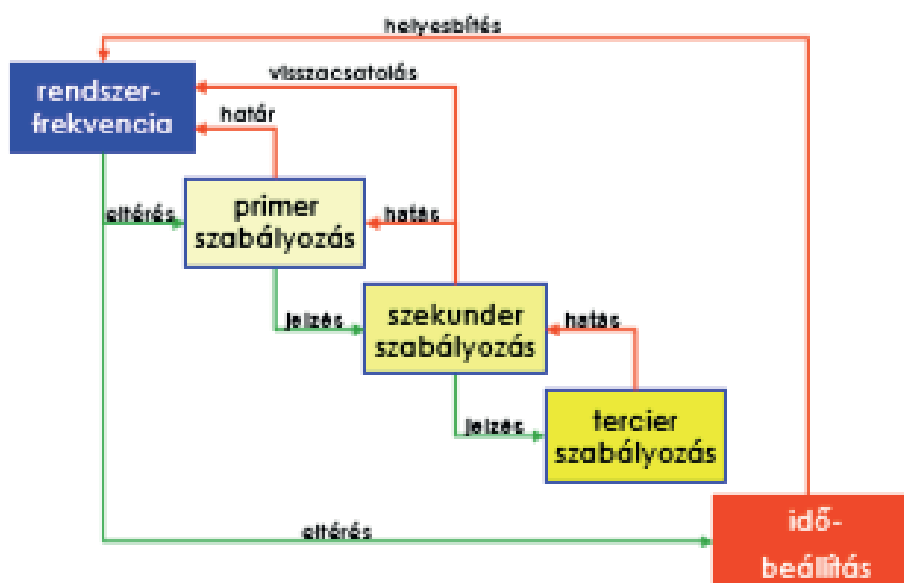 helyesbítés
rendszer-
frekvencia
visszacsatolás
határ
eltérés
primer
szabályozás
hatás
jelzés
szekunder
szabályozás
hatás
jelzés
tercier
szabályozás
eltérés
idő-
beállítás